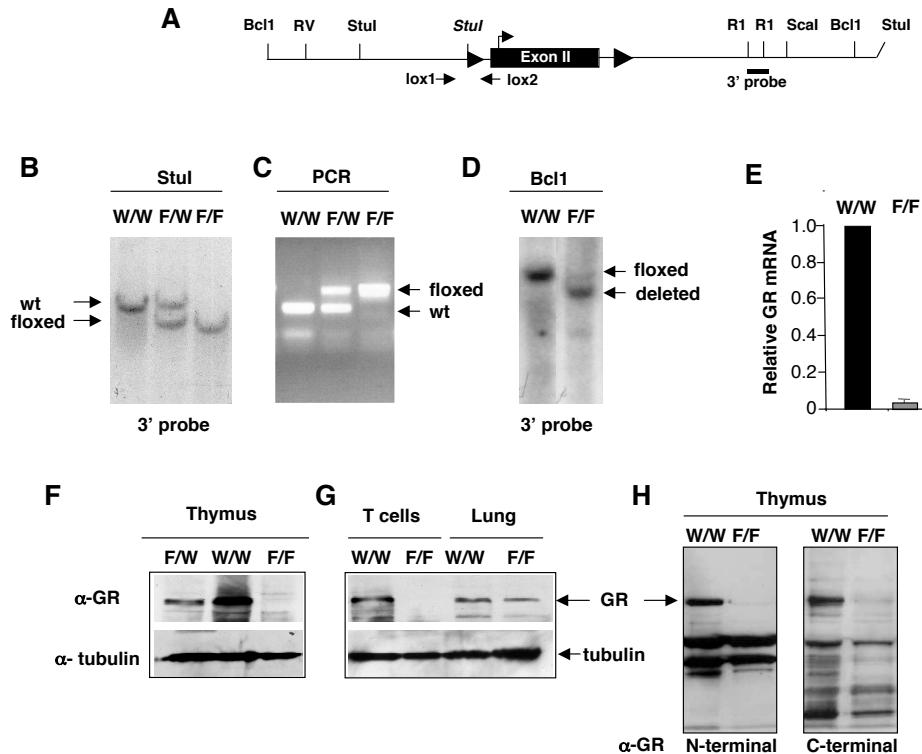 A
Bcl1 RV StuI StuI R1 R1 ScaI Bcl1 StuI
Exon II
lox1 lox2
3' probe
B
StuI
W/W F/W F/F
wt
floxed
3' probe
C
PCR
W/W F/W F/F
floxed
wt
D
Bcl1
W/W F/F
floxed
deleted
3' probe
E
W/W F/F
Relative GR mRNA
1.0
0.8
0.6
0.4
0.2
0
F
Thymus
F/W W/W F/F
α-GR
α- tubulin
G
T cells Lung
W/W F/F W/W F/F
GR
tubulin
H
Thymus
W/W F/F W/W F/F
α-GR N-terminal C-terminal